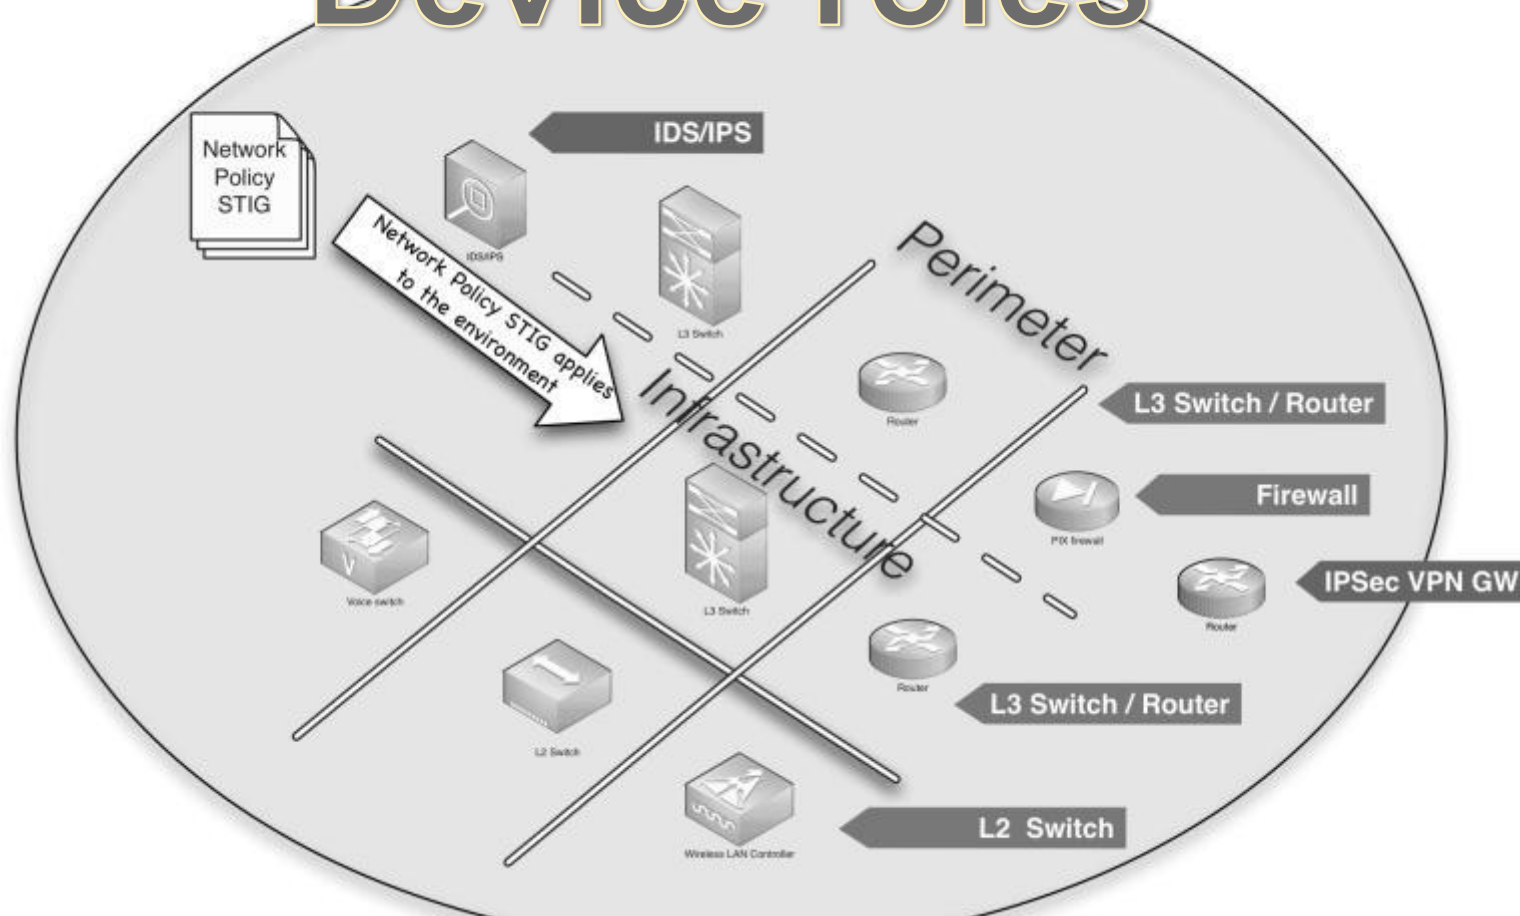 Device roles
Network
Policy
STIG
IDS/IPS
IDS/IPS
Network Policy STIG applies
to the environment
L3 Switch
Perimeter
Infrastructure
Router
L3 Switch / Router
Firewall
PIX firewall
IPSec VPN GW
Router
Voice switch
L3 Switch
Router
L3 Switch / Router
L2 Switch
L2 Switch
Wireless LAN Controller